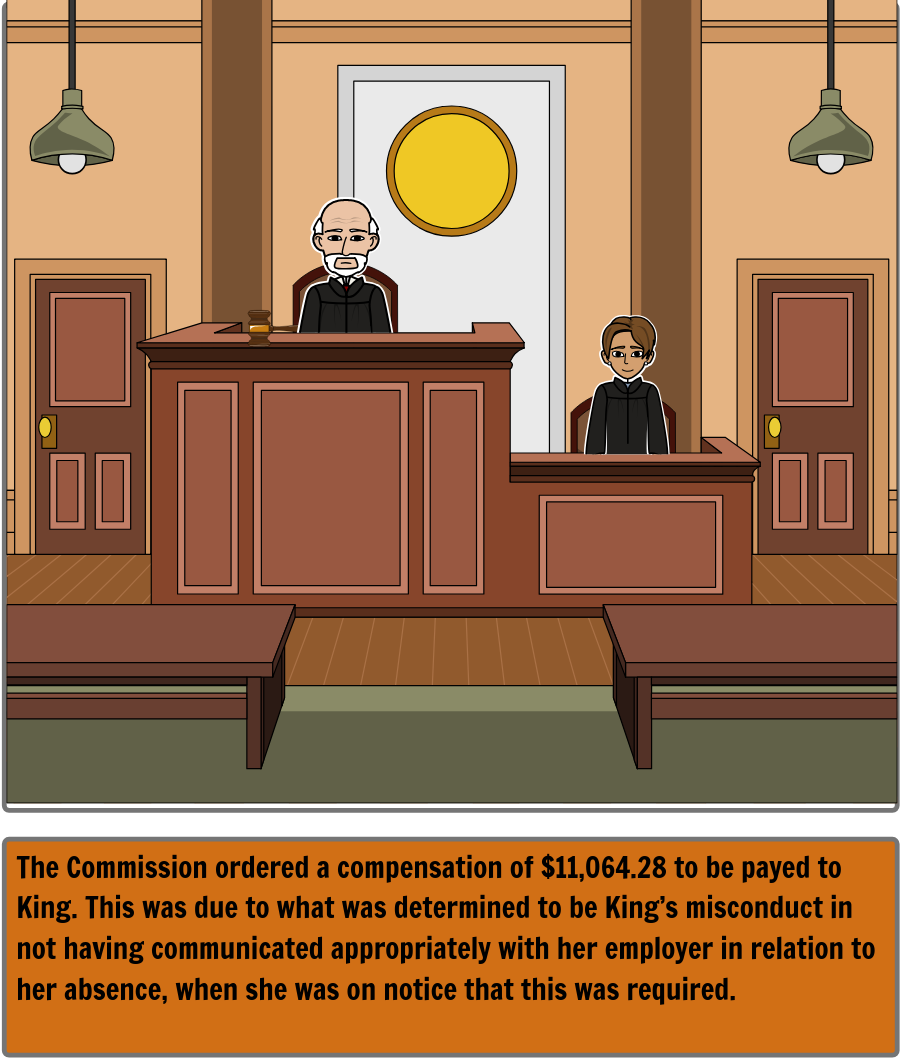 The Commission ordered a compensation of $11,064.28 to be payed to
King. This was due to what was determined to be King’s misconduct in
not having communicated appropriately with her employer in relation to
her absence, when she was on notice that this was required.